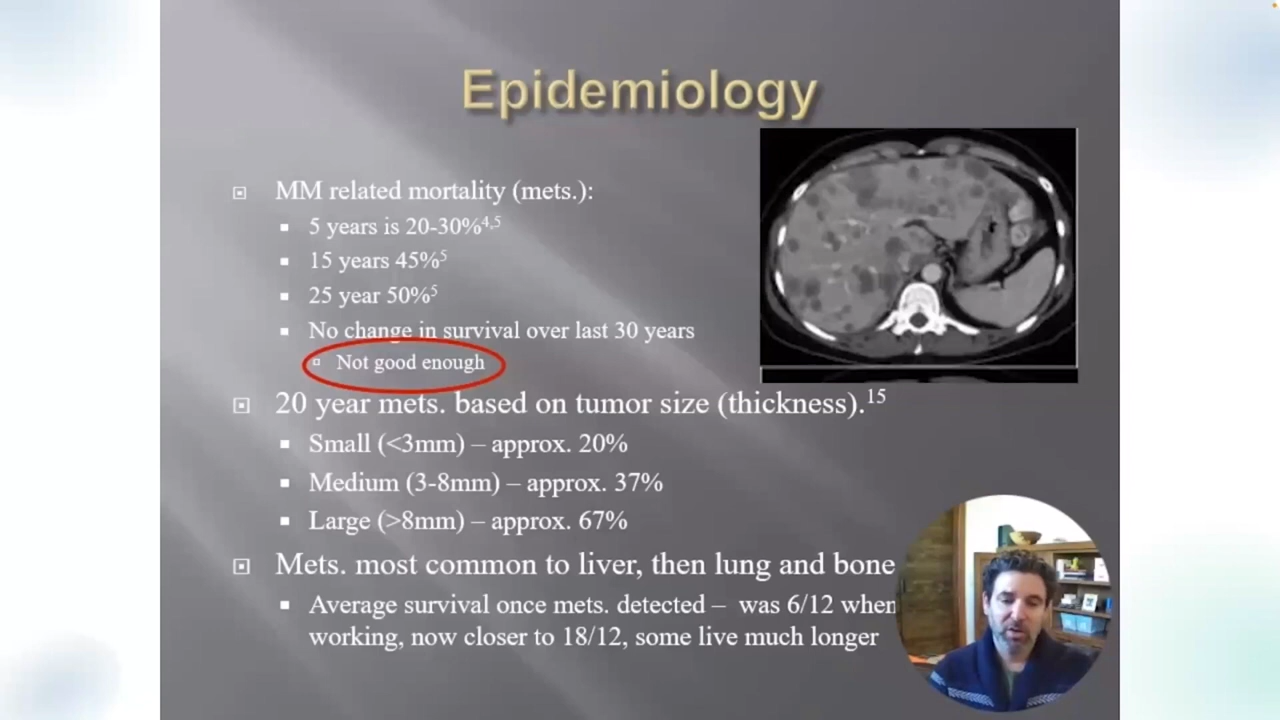 Epidemiology
MM related mortality (mets.):
5 years is 20-30%4,5
15 years 45%5
25 year 50%5
No change in survival over last 30 years
Not good enough
20 year mets. based on tumor size (thickness).15
Small (<3mm) – approx. 20%
Medium (3-8mm) – approx. 37%
Large (>8mm) – approx. 67%
Mets. most common to liver, then lung and bone
Average survival once mets. detected – was 6/12 when
working, now closer to 18/12, some live much longer